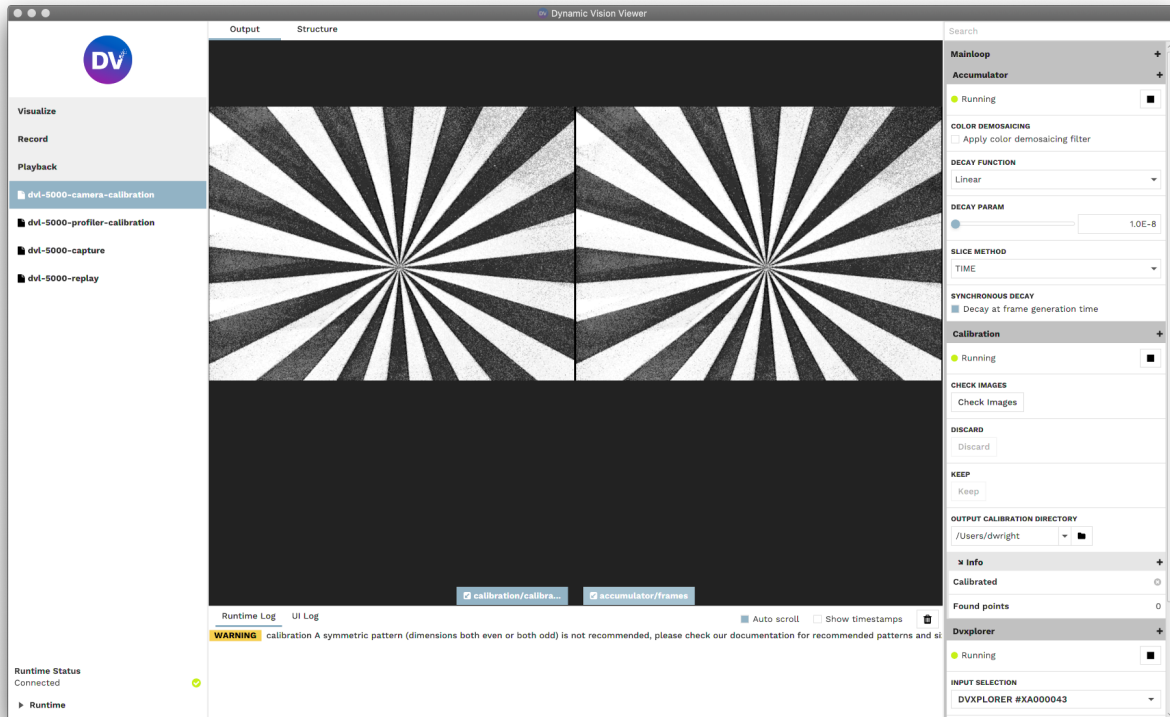 Dynamic Vision Viewer
DV
Visualize
Record
Playback
dvl-5000-camera-calibration
dvl-5000-profiler-calibration
dvl-5000-capture
dvl-5000-replay
Runtime Status
Connected
Runtime
Output Structure
calibration/calibra... accumulator/frames
Runtime Log UI Log Auto scroll Show timestamps
WARNING calibration A symmetric pattern (dimensions both even or both odd) is not recommended, please check our documentation for recommended patterns and si
Search
Mainloop +
Accumulator +
Running
COLOR DEMOSAICING
Apply color demosaicing filter
DECAY FUNCTION
Linear
DECAY PARAM
1.0E-8
SLICE METHOD
TIME
SYNCHRONOUS DECAY
Decay at frame generation time
Calibration +
Running
CHECK IMAGES
Check Images
DISCARD
Discard
KEEP
Keep
OUTPUT CALIBRATION DIRECTORY
/Users/dwright
Info +
Calibrated
Found points 0
Dvxplorer +
Running
INPUT SELECTION
DVXPLORER #XA000043